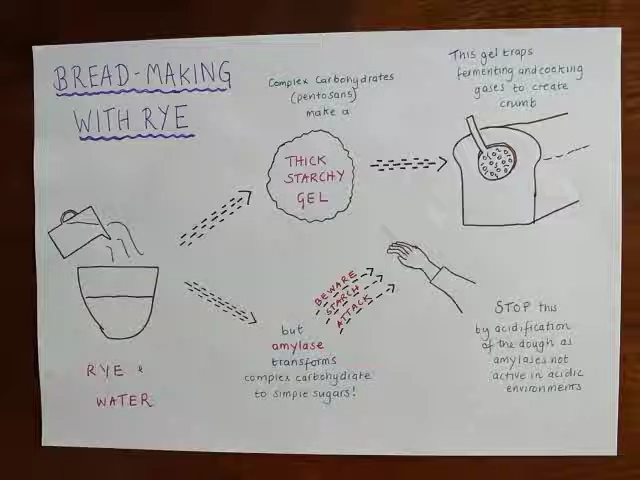 BREAD-MAKING
WITH RYE
Complex Carbohydrates
(pentosans)
make a
THICK
STARCHY
GEL
This gel traps
fermenting and cooking
gases to create
crumb
RYE &
WATER
but
amylase
transforms
complex carbohydrate
to simple sugars!
BEWARE
STARCH
ATTACK
STOP this
by acidification
of the dough as
amylases not
active in acidic
environments